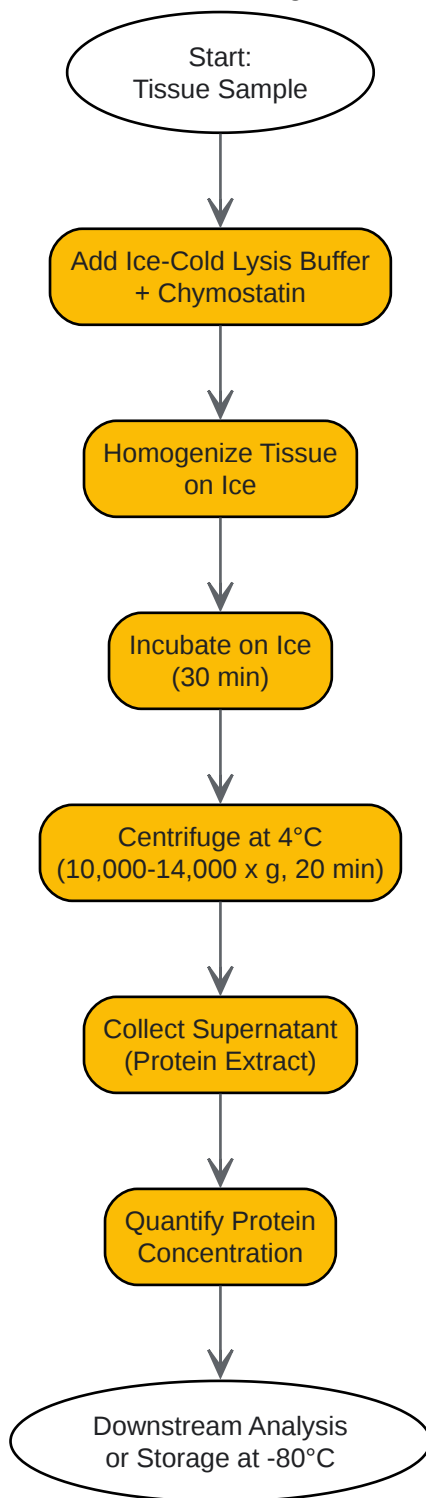 Start:
Tissue Sample
Add Ice-Cold Lysis Buffer
+ Chymostatin
Homogenize Tissue
on Ice
Incubate on Ice
(30 min)
Centrifuge at 4°C
(10,000-14,000 x g, 20 min)
Collect Supernatant
(Protein Extract)
Quantify Protein
Concentration
Downstream Analysis
or Storage at -80°C